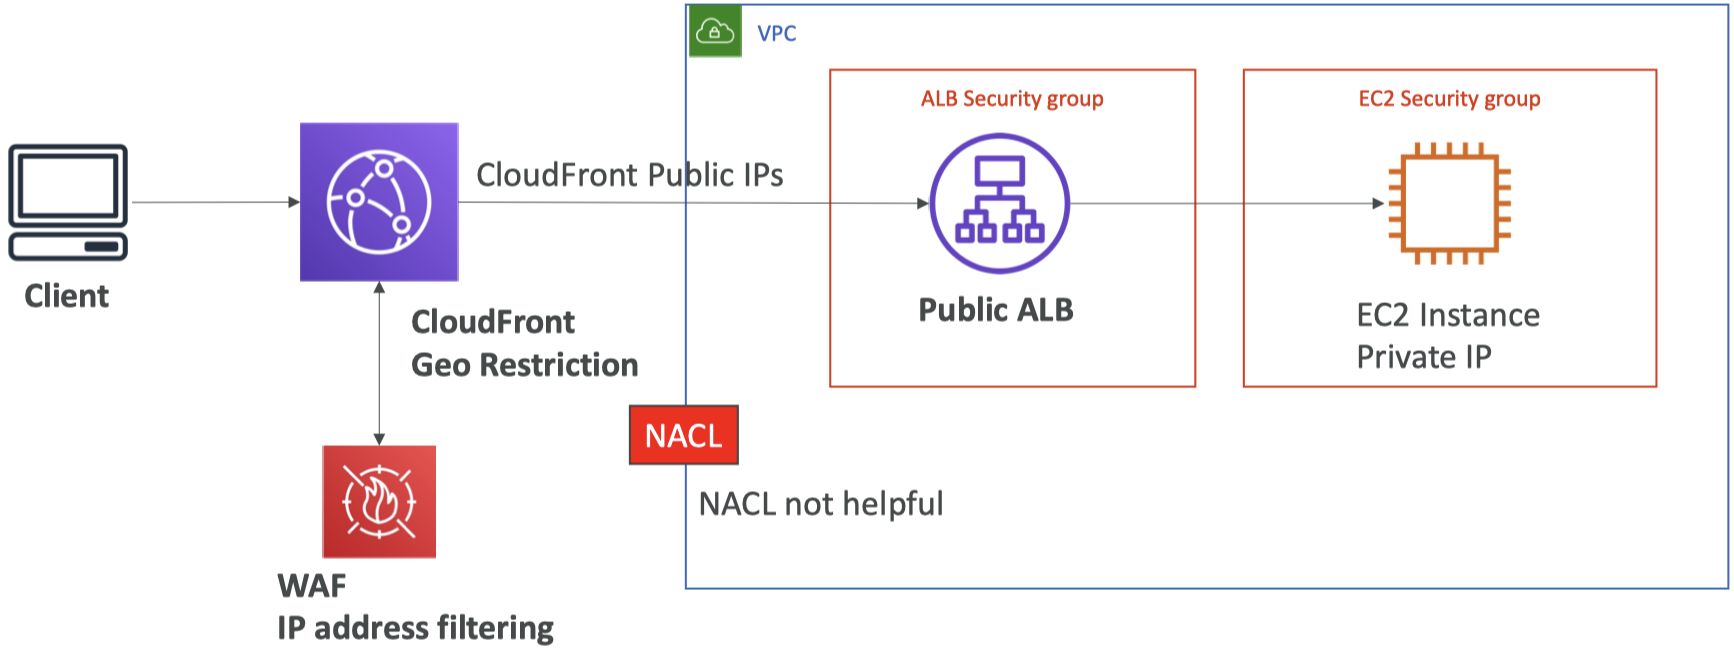 VPC
ALB Security group
EC2 Security group
CloudFront Public IPs
Client
CloudFront
Geo Restriction
Public ALB
EC2 Instance
Private IP
NACL
NACL not helpful
WAF
IP address filtering